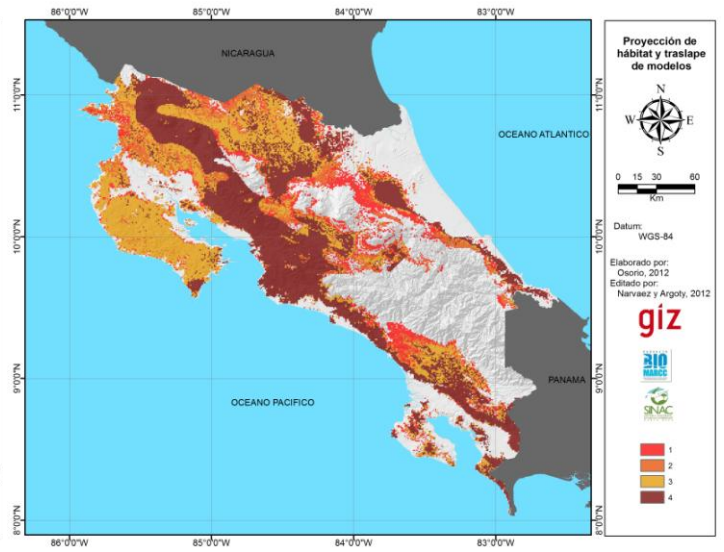 86°0'0"W
85°0'0"W
84°0'0"W
83°0'0"W
11°0'0"N
10°0'0"N
9°0'0"N
8°0'0"N
NICARAGUA
OCEANO ATLANTICO
OCEANO PACIFICO
PANAMA
11°0'0"N
10°0'0"N
9°0'0"N
8°0'0"N
86°0'0"W
85°0'0"W
84°0'0"W
83°0'0"W
Proyección de
hábitat y traslape
de modelos
N
W E
S
0 15 30 60
Km
Datum:
WGS-84
Elaborado por:
Osorio, 2012
Editado por:
Narvaez y Argoty, 2012
giz
BIO
MARCC
SINAC
1
2
3
4